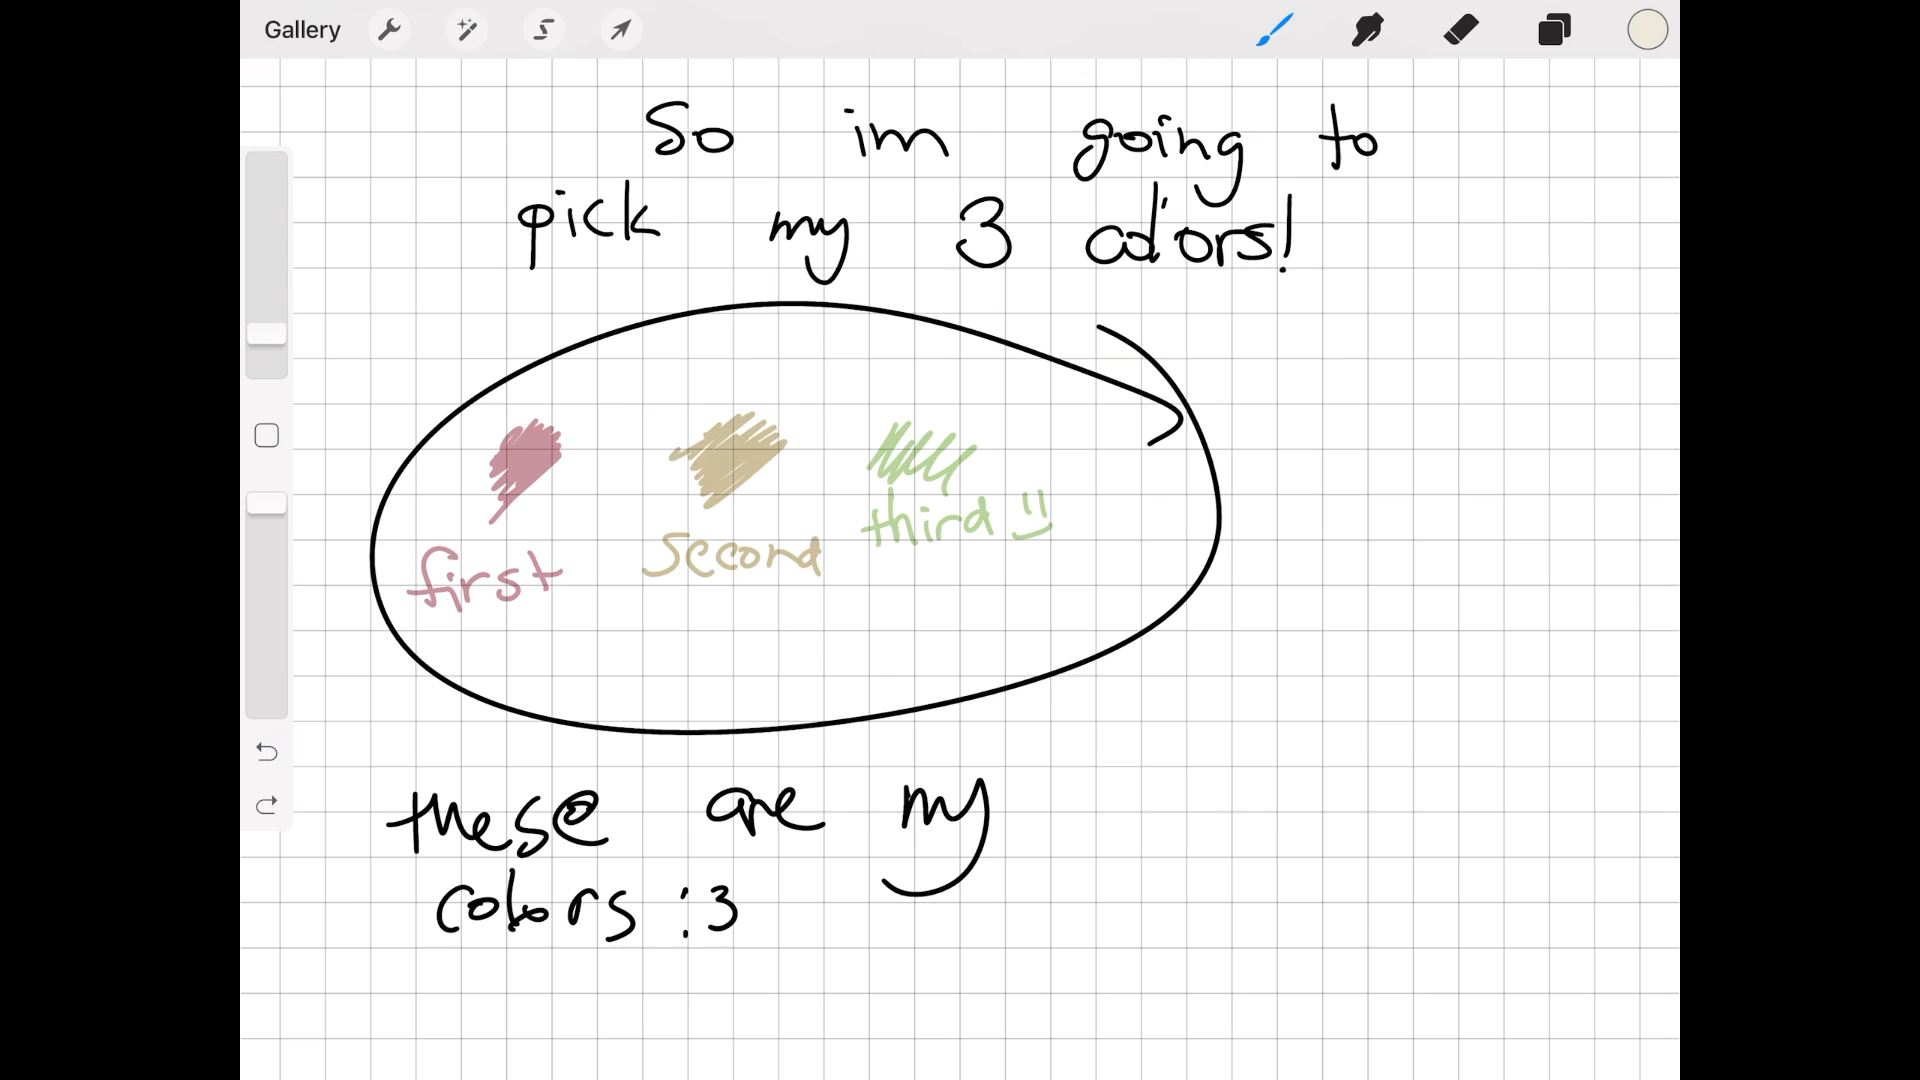 Gallery
So im going to
pick my 3 colors!
first second third :)
these are my
colors :3